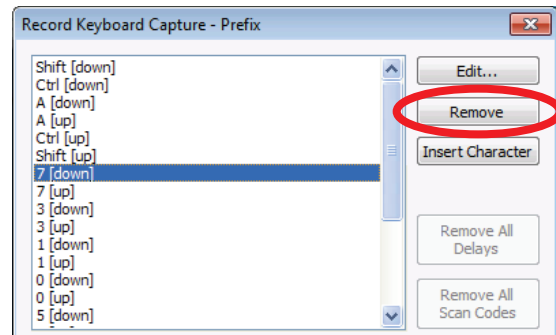 Record Keyboard Capture - Prefix
Shift [down]
Ctrl [down]
A [down]
A [up]
Ctrl [up]
Shift [up]
7 [down]
7 [up]
3 [down]
3 [up]
1 [down]
1 [up]
0 [down]
0 [up]
5 [down]
Edit...
Remove
Insert Character
Remove All
Delays
Remove All
Scan Codes